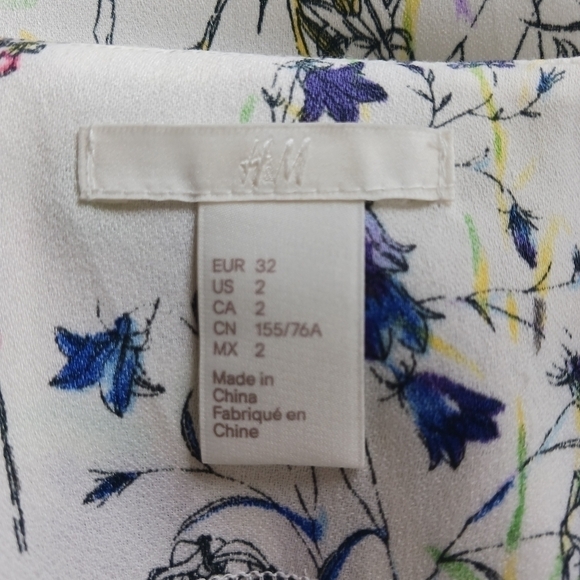 H&M
EUR 32
US 2
CA 2
CN 155/76A
MX 2
Made in
China
Fabriqué en
Chine